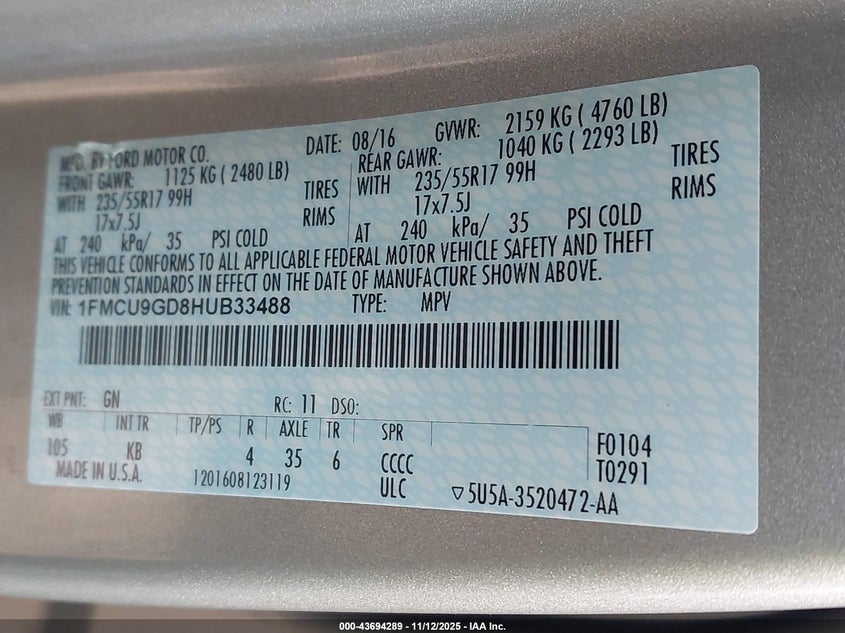 MFD. BY FORD MOTOR CO. DATE: 08/16 GVWR: 2159 KG ( 4760 LB)
FRONT GAWR: 1125 KG ( 2480 LB) REAR GAWR: 1040 KG ( 2293 LB)
WITH 235/55R17 99H TIRES WITH 235/55R17 99H TIRES
17x7.5J RIMS 17x7.5J RIMS
AT 240 kPa/ 35 PSI COLD AT 240 kPa/ 35 PSI COLD
THIS VEHICLE CONFORMS TO ALL APPLICABLE FEDERAL MOTOR VEHICLE SAFETY AND THEFT
PREVENTION STANDARDS IN EFFECT ON THE DATE OF MANUFACTURE SHOWN ABOVE.
VIN: 1FMCU9GD8HUB33488 TYPE: MPV
EXT PNT: GN RC: 11 DSO:
WB INT TR TP/PS R AXLE TR SPR
105 KB 4 35 6 CCCC F0104
MADE IN U.S.A. 1201608123119 ULC T0291
▽5U5A-3520472-AA
000-43694289 - 11/12/2025 - IAA Inc.